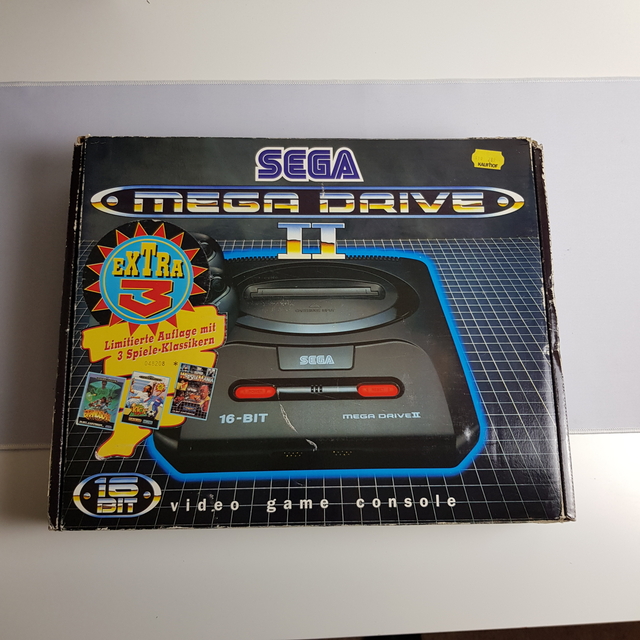 SEGA
KAUFHOF
MEGA DRIVE
II
EXTRA
3
Limitierte Auflage mit
3 Spiele-Klassikern
SEGA
16-BIT
MEGA DRIVE II
16
BIT
video game console